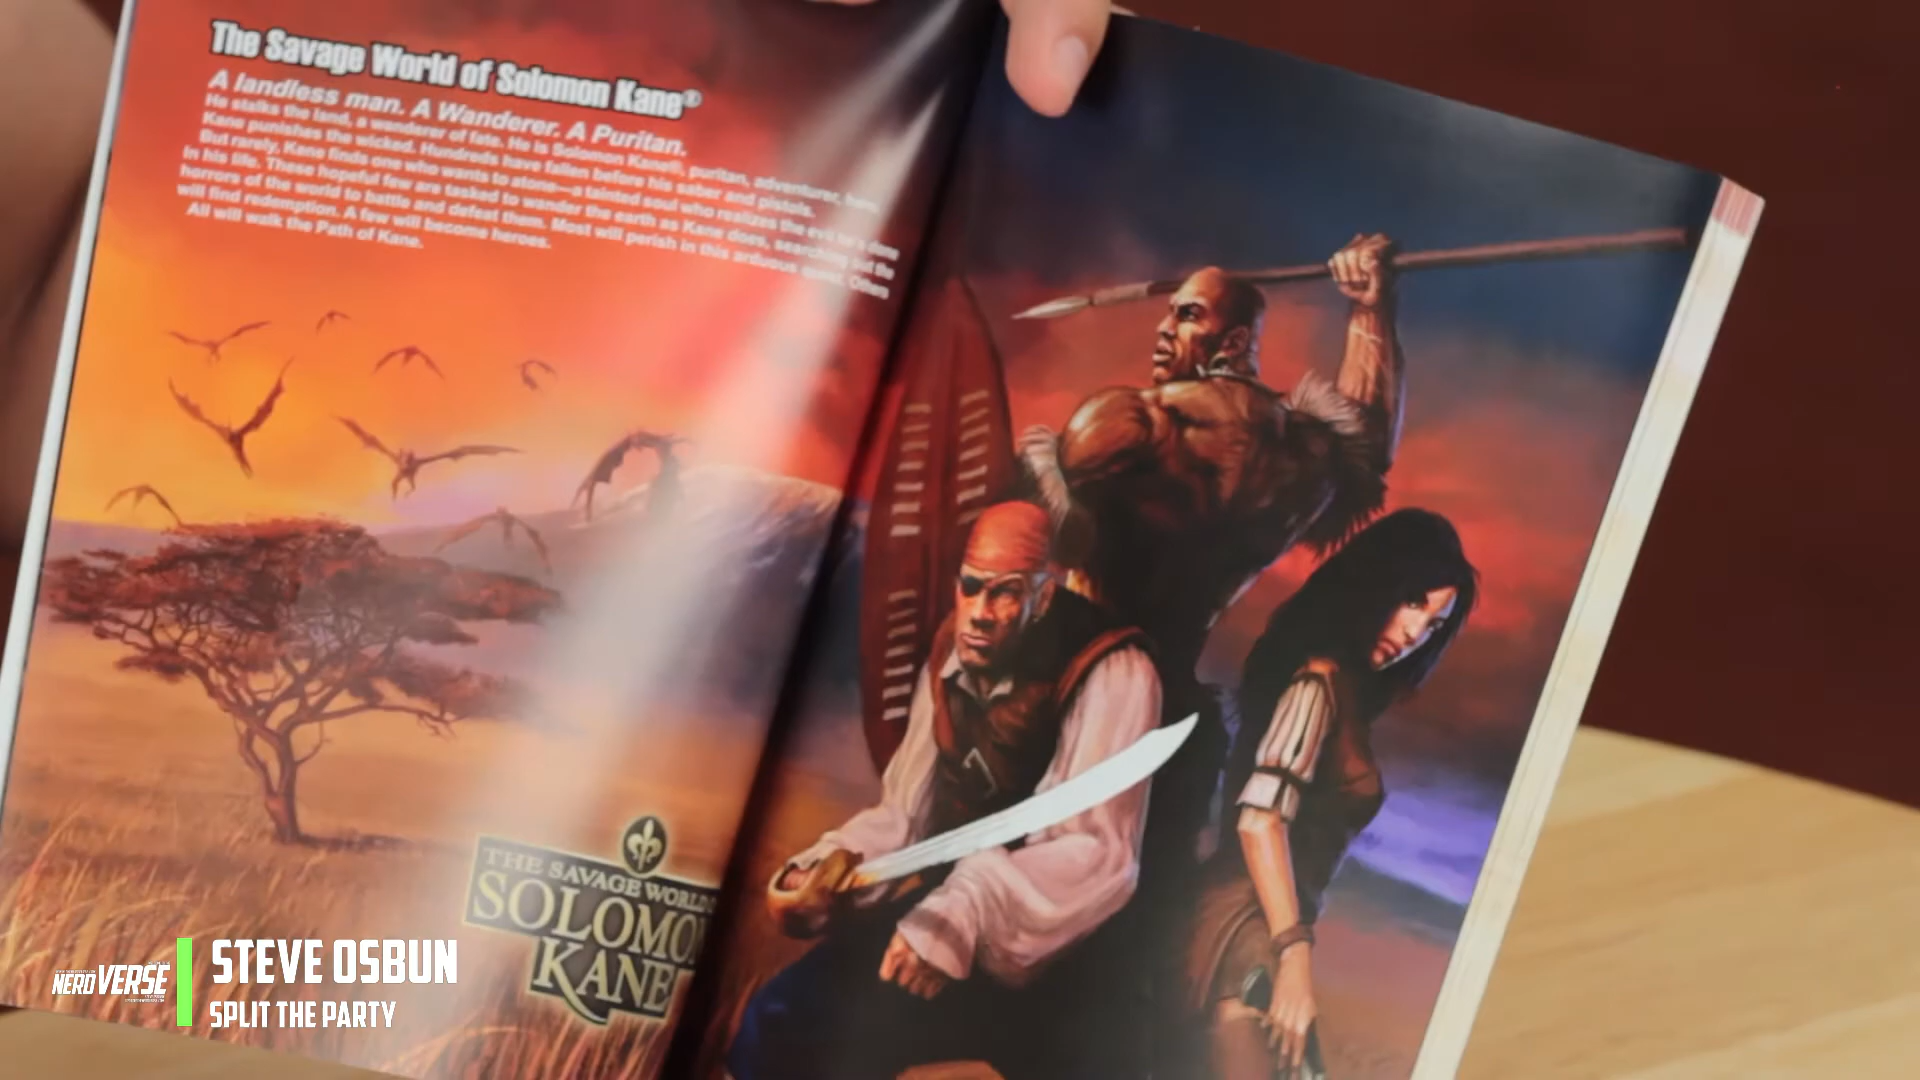 The Savage World of Solomon Kane®
A landless man. A Wanderer. A Puritan.
He stalks the land, a wanderer of fate. He is Solomon Kane®, puritan, adventurer, hero.
Kane punishes the wicked. Hundreds have fallen before his saber and pistols.
But rarely, Kane finds one who wants to atone—a tainted soul who realizes the evil he's done
in his life. These hopeful few are tasked to wander the earth as Kane does, searching out the
horrors of the world to battle and defeat them. Most will perish in this arduous quest. Others
will find redemption. A few will become heroes.
All will walk the Path of Kane.
THE SAVAGE WORLD
SOLOMON
KANE
NERDVERSE
STEVE OSBUN
SPLIT THE PARTY